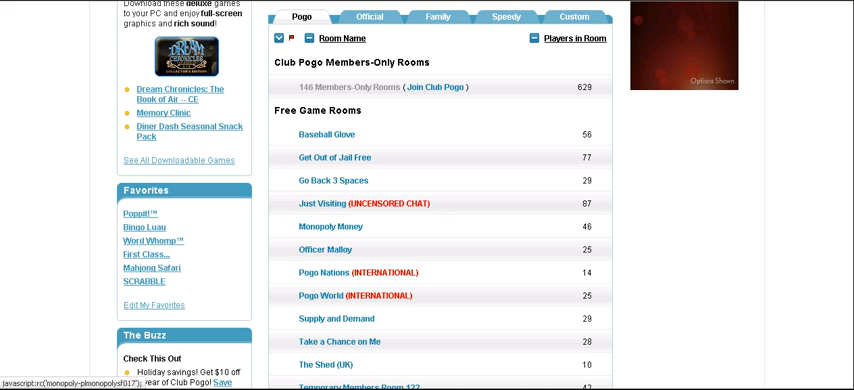 Download these deluxe games
to your PC and enjoy full-screen
graphics and rich sound!
DREAM
CHRONICLES
COLLECTOR'S EDITION
Dream Chronicles: The
Book of Air -- CE
Memory Clinic
Diner Dash Seasonal Snack
Pack
See All Downloadable Games
Favorites
Poppit!™
Bingo Luau
Word Whomp™
First Class...
Mahjong Safari
SCRABBLE
Edit My Favorites
The Buzz
Check This Out
Holiday savings! Get $10 off
year of Club Pogo! Save
javascript:rc('monopoly-plmonopolysf017');
Pogo Official Family Speedy Custom
Room Name Players in Room
Club Pogo Members-Only Rooms
146 Members-Only Rooms ( Join Club Pogo ) 629
Free Game Rooms
Baseball Glove 56
Get Out of Jail Free 77
Go Back 3 Spaces 29
Just Visiting (UNCENSORED CHAT) 87
Monopoly Money 46
Officer Malloy 25
Pogo Nations (INTERNATIONAL) 14
Pogo World (INTERNATIONAL) 25
Supply and Demand 29
Take a Chance on Me 28
The Shed (UK) 10
Temporary Members Room 122 42
Options Shown